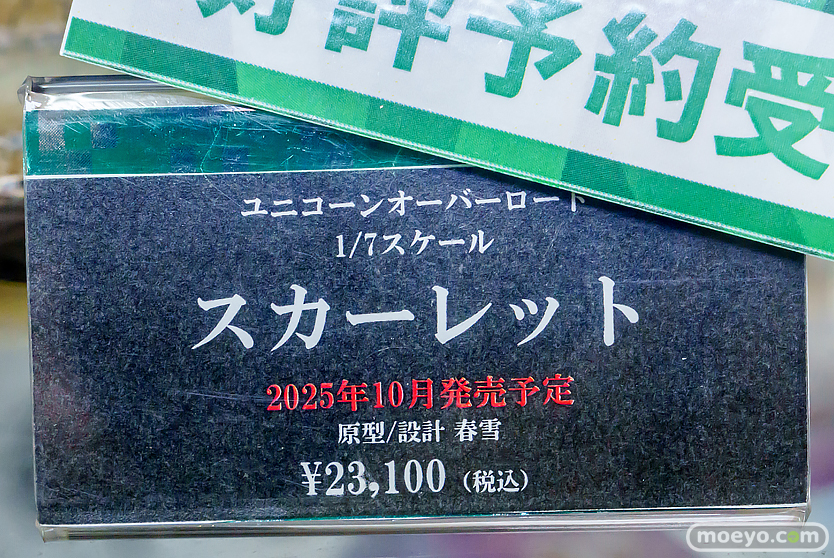 好評予約受
ユニコーンオーバーロード
1/7スケール
スカーレット
2025年10月発売予定
原型/設計 春雪
¥23,100（税込）
moeyo.com